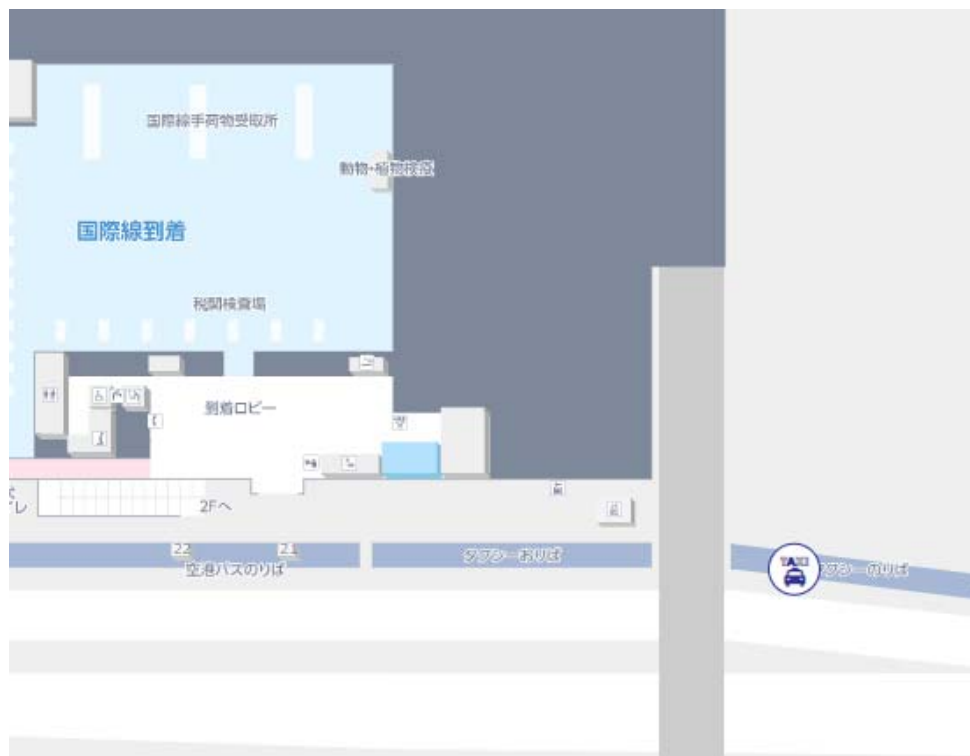 国際線手荷物受取所
動物・植物検疫
国際線到着
税関検査場
到着ロビー
2Fへ
22
21
空港バスのりば
タクシーおりば
TAXI
タクシーのりば